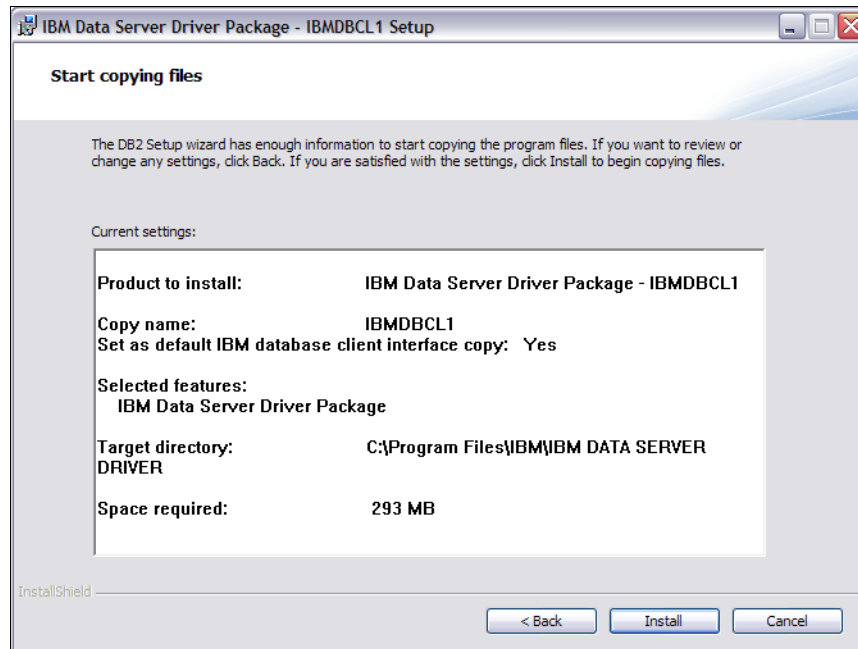 IBM Data Server Driver Package - IBMDBCL1 Setup
Start copying files
The DB2 Setup wizard has enough information to start copying the program files. If you want to review or
change any settings, click Back. If you are satisfied with the settings, click Install to begin copying files.
Current settings:
Product to install: IBM Data Server Driver Package - IBMDBCL1
Copy name: IBMDBCL1
Set as default IBM database client interface copy: Yes
Selected features:
IBM Data Server Driver Package
Target directory: C:\Program Files\IBM\IBM DATA SERVER
DRIVER
Space required: 293 MB
InstallShield
< Back Install Cancel